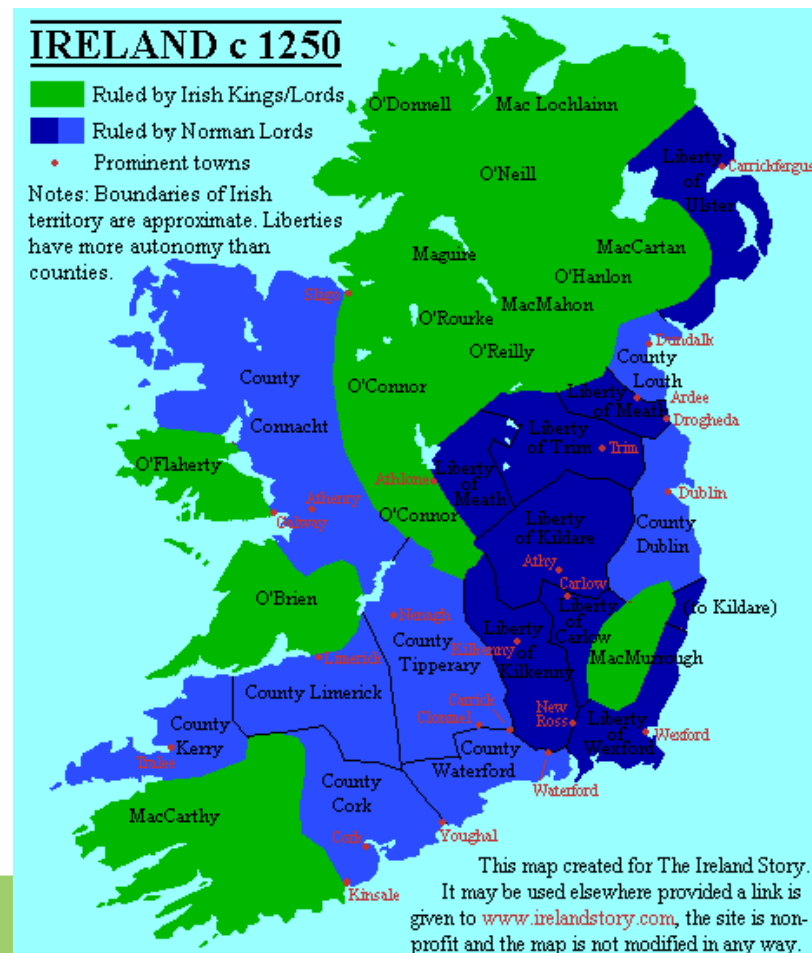 IRELAND c 1250
Ruled by Irish Kings/Lords
Ruled by Norman Lords
Prominent towns
Notes: Boundaries of Irish
territory are approximate. Liberties
have more autonomy than
counties.
O'Donnell
Mac Lochlainn
O'Neill
Liberty
of
Ulster
Carrickfergus
Maguire
MacCartan
O'Hanlon
MacMahon
O'Rourke
O'Reilly
Sligo
Dundalk
County
Louth
County
Connacht
O'Connor
Liberty
of Meath
Ardee
Drogheda
Liberty
of Trim
Trim
O'Flaherty
Athlone
Liberty
of
Meath
Dublin
Athenry
Galway
O'Connor
Liberty
of Kildare
County
Dublin
Athy
Carlow
O'Brien
Nenagh
Liberty
of
Carlow
(to Kildare)
County
Tipperary
Kilkenny
Liberty
of
Kilkenny
MacMurrough
Limerick
County Limerick
Carrick
Clonmel
New
Ross
Liberty
of
Wexford
Wexford
County
Kerry
Tralee
County
Waterford
Waterford
County
Cork
MacCarthy
Cork
Youghal
Kinsale
This map created for The Ireland Story.
It may be used elsewhere provided a link is
given to www.irelandstory.com, the site is non-
profit and the map is not modified in any way.